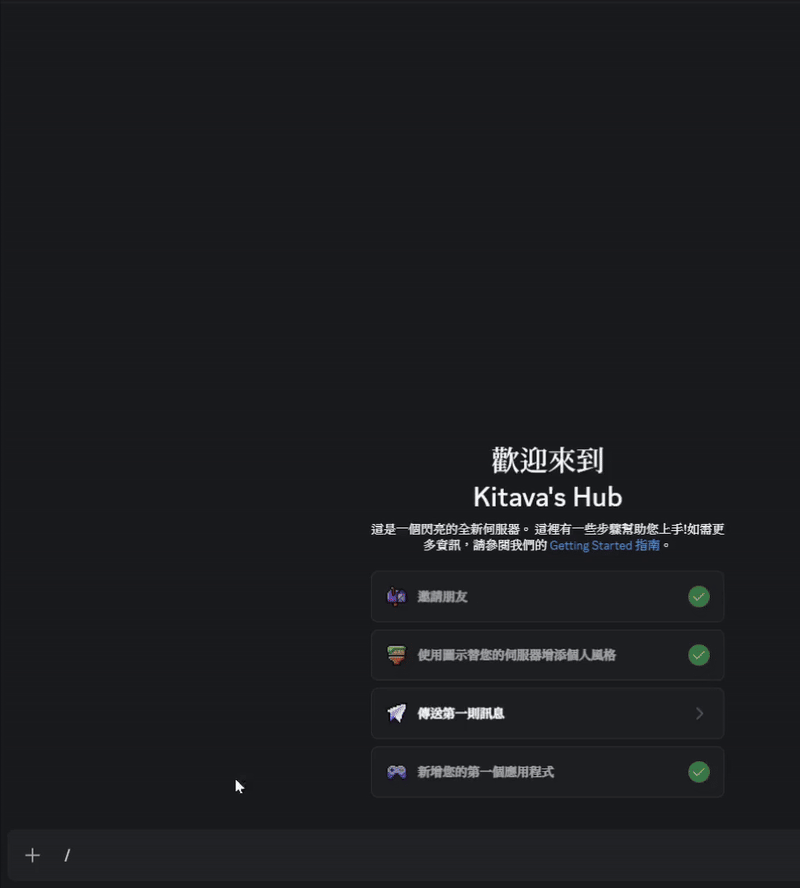 歡迎來到
Kitava's Hub
這是一個閃亮的全新伺服器。 這裡有一些步驟幫助您上手!如需更
多資訊，請參閱我們的 Getting Started 指南。
邀請朋友
使用圖示替您的伺服器增添個人風格
傳送第一則訊息
新增您的第一個應用程式
/